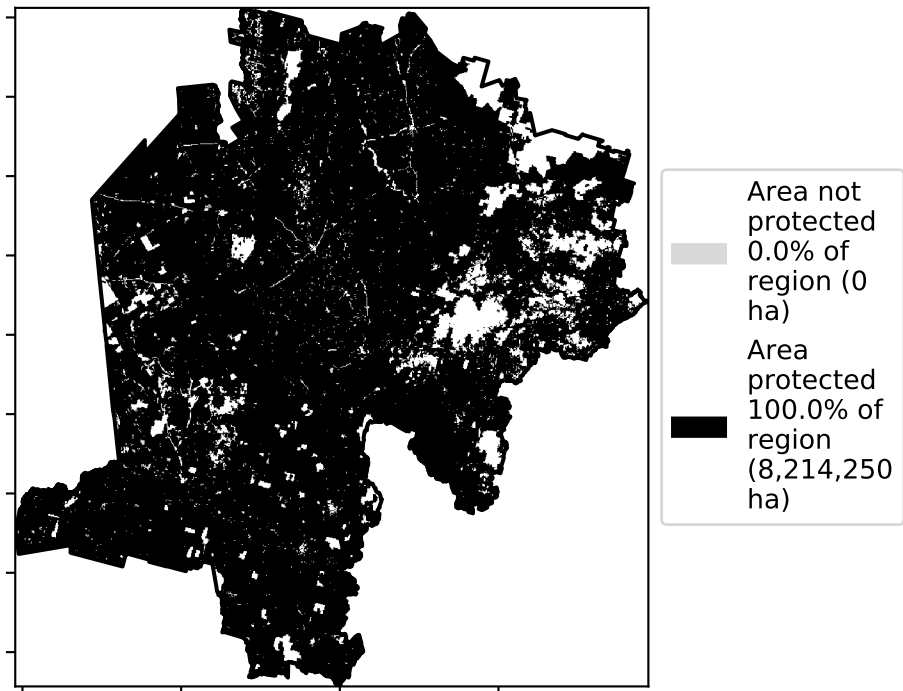 Area not
protected
0.0% of
region (0
ha)
Area
protected
100.0% of
region
(8,214,250
ha)